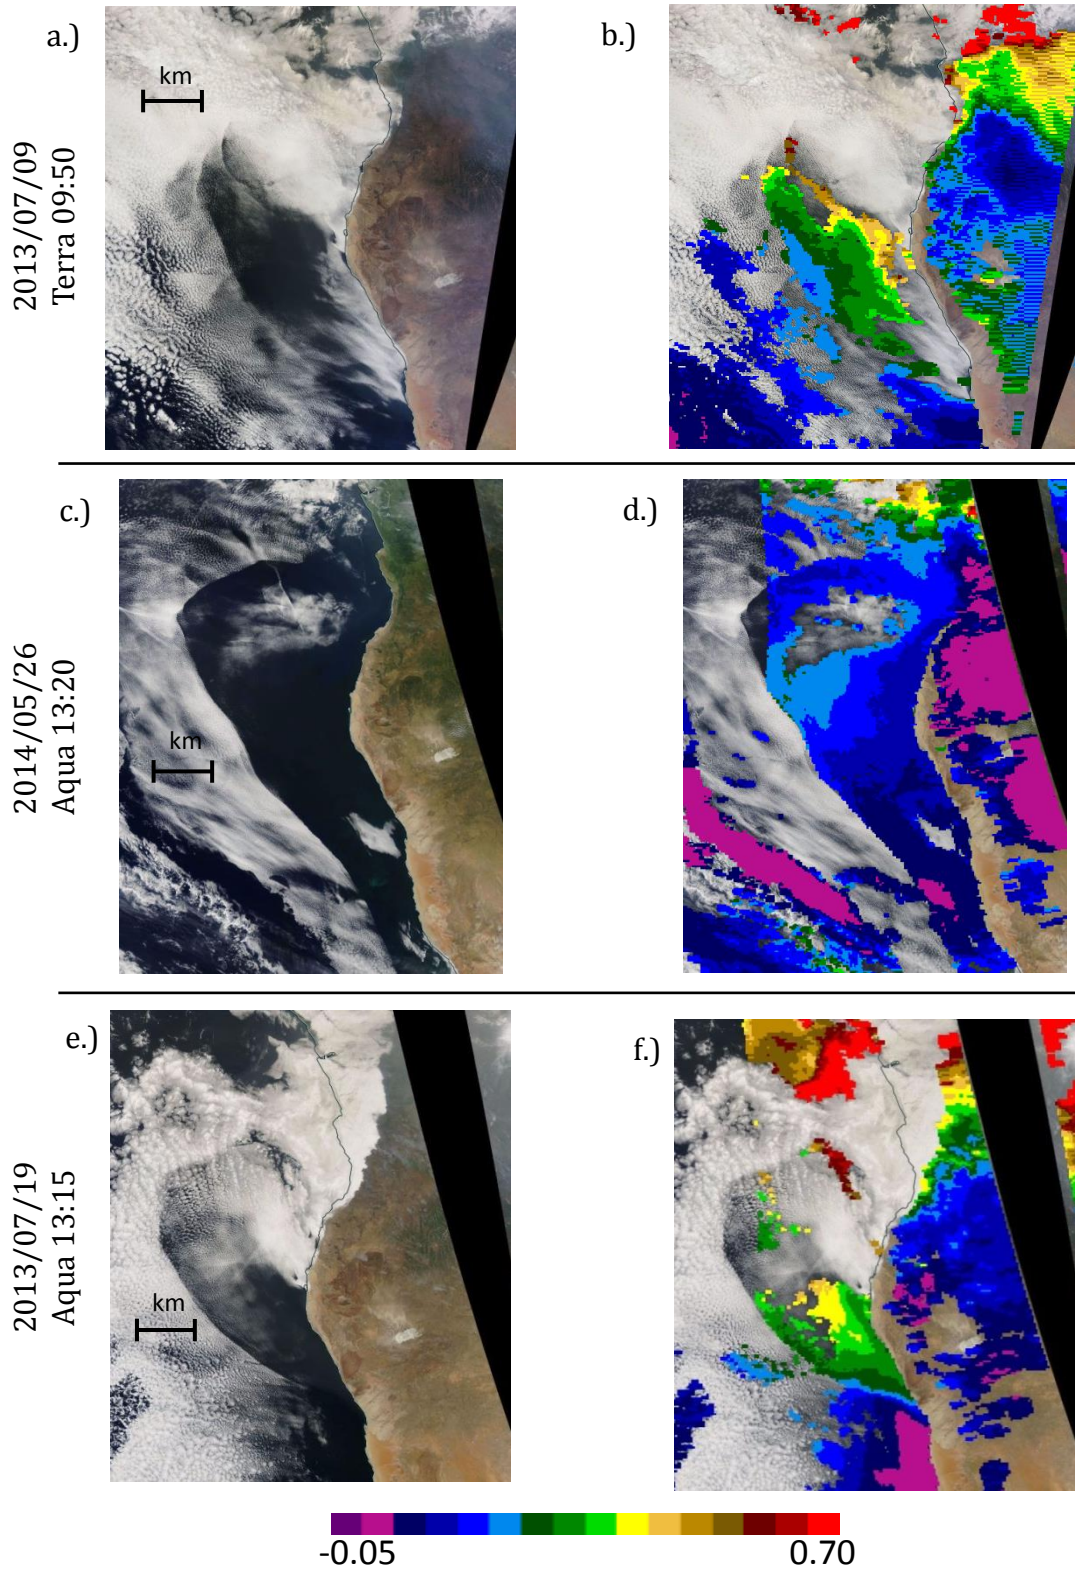 a.)
b.)
km
2013/07/09
Terra 09:50
c.)
d.)
km
2014/05/26
Aqua 13:20
e.)
f.)
km
2013/07/19
Aqua 13:15
-0.05
0.70